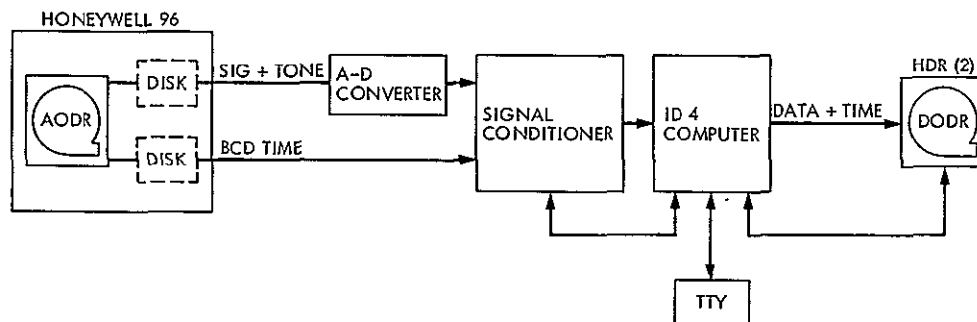 HONEYWELL 96
AODR
DISK
DISK
SIG + TONE
BCD TIME
A-D
CONVERTER
SIGNAL
CONDITIONER
ID 4
COMPUTER
DATA + TIME
HDR (2)
DODR
TTY